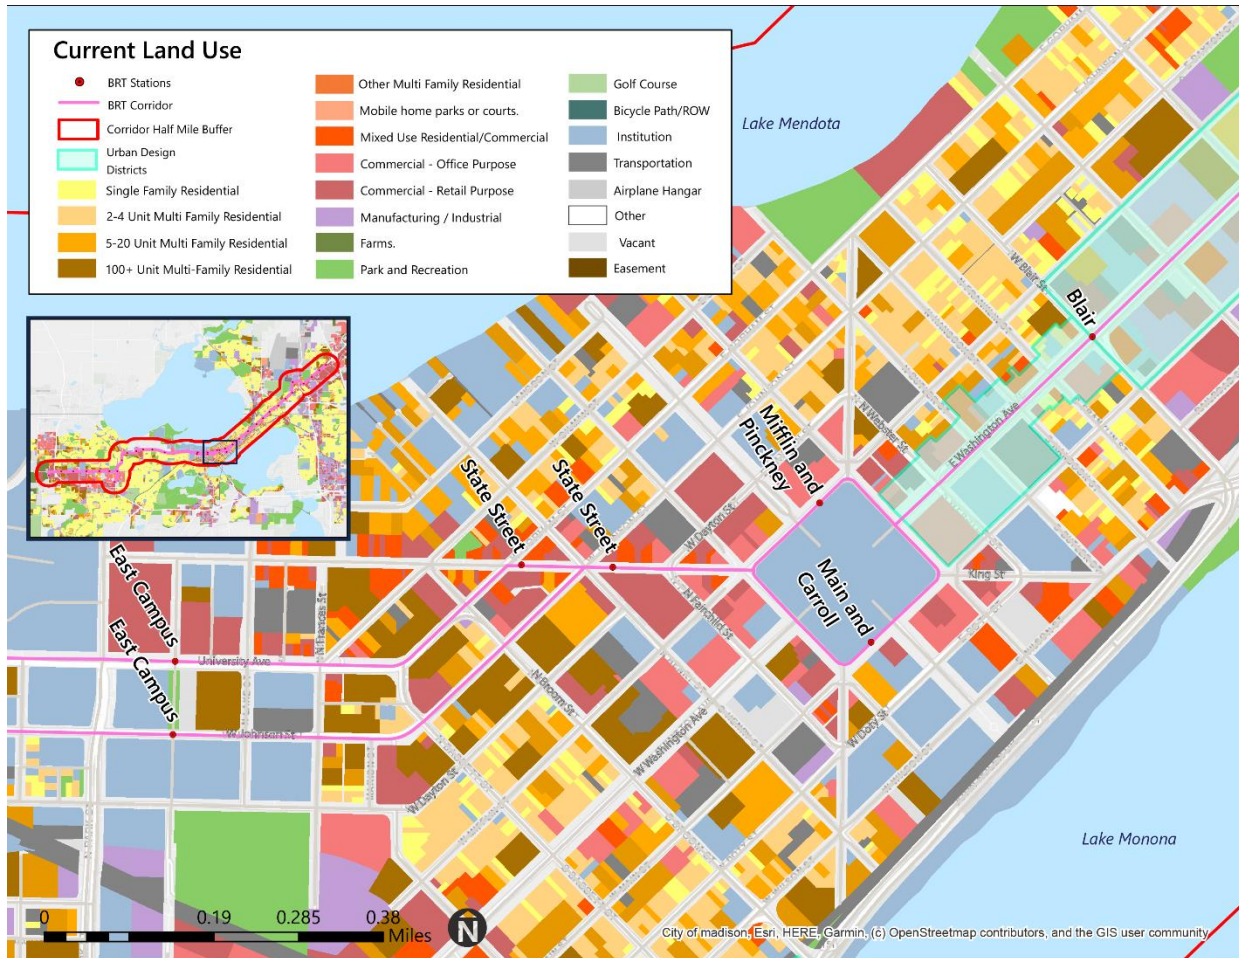 Current Land Use
BRT Stations
BRT Corridor
Corridor Half Mile Buffer
Urban Design
Districts
Single Family Residential
2-4 Unit Multi Family Residential
5-20 Unit Multi Family Residential
100+ Unit Multi-Family Residential
Other Multi Family Residential
Mobile home parks or courts.
Mixed Use Residential/Commercial
Commercial - Office Purpose
Commercial - Retail Purpose
Manufacturing / Industrial
Farms.
Park and Recreation
Golf Course
Bicycle Path/ROW
Institution
Transportation
Airplane Hangar
Other
Vacant
Easement
Lake Mendota
W Blair St
Blair
N Webster St
E Washington Ave
Mifflin and
Pinckney
State Street
State Street
W Dayton St
East Campus
East Campus
University Ave
N Frances St
N Fairchild St
Main and
Carroll
King St
N Broom St
W Washington Ave
W Doty St
W Johnson St
W Dayton St
Lake Monona
0
0.19
0.285
0.38
Miles
N
City of madison, Esri, HERE, Garmin, (c) OpenStreetmap contributors, and the GIS user community